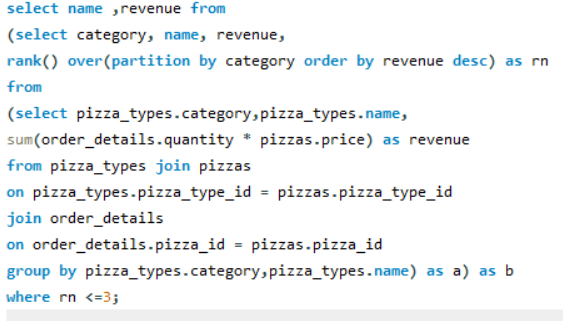 select name ,revenue from
(select category, name, revenue,
rank() over(partition by category order by revenue desc) as rn
from
(select pizza_types.category,pizza_types.name,
sum(order_details.quantity * pizzas.price) as revenue
from pizza_types join pizzas
on pizza_types.pizza_type_id = pizzas.pizza_type_id
join order_details
on order_details.pizza_id = pizzas.pizza_id
group by pizza_types.category,pizza_types.name) as a) as b
where rn <=3;